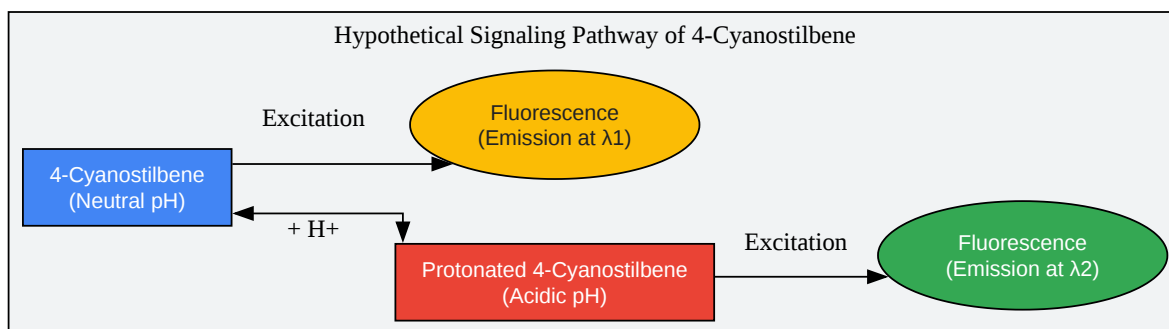 Hypothetical Signaling Pathway of 4-Cyanostilbene
Excitation
Fluorescence
(Emission at λ1)
4-Cyanostilbene
(Neutral pH)
+ H+
Protonated 4-Cyanostilbene
(Acidic pH)
Excitation
Fluorescence
(Emission at λ2)